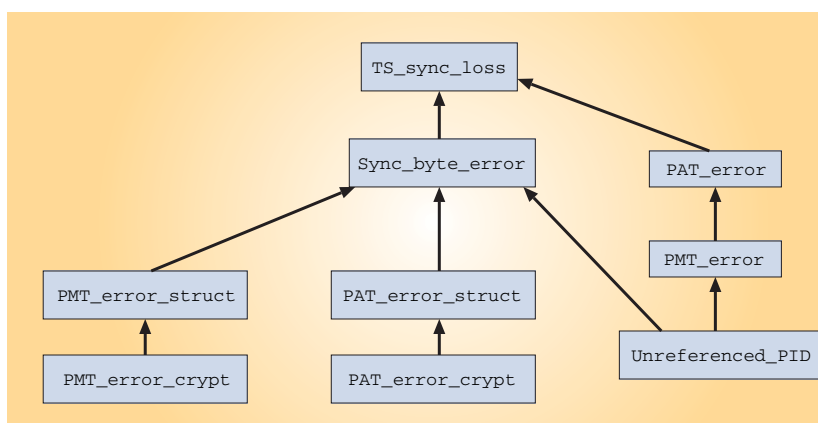 TS_sync_loss
Sync_byte_error
PAT_error
PMT_error
PMT_error_struct
PAT_error_struct
Unreferenced_PID
PMT_error_crypt
PAT_error_crypt